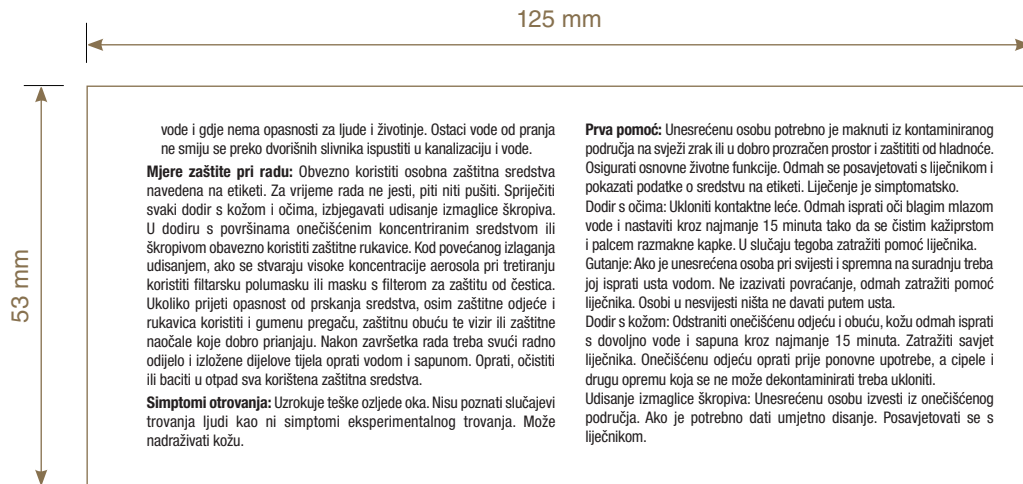 125 mm
53 mm
vode i gdje nema opasnosti za ljude i životinje. Ostaci vode od pranja
ne smiju se preko dvorišnih slivnika ispustiti u kanalizaciju i vode.
Mjere zaštite pri radu: Obvezno koristiti osobna zaštitna sredstva
navedena na etiketi. Za vrijeme rada ne jesti, piti niti pušiti. Spriječiti
svaki dodir s kožom i očima, izbjegavati udisanje izmaglice škropiva.
U dodiru s površinama onečišćenim koncentriranim sredstvom ili
škropivom obavezno koristiti zaštitne rukavice. Kod povećanog izlaganja
udisanjem, ako se stvaraju visoke koncentracije aerosola pri tretiranju
koristiti filtarsku polumasku ili masku s filterom za zaštitu od čestica.
Ukoliko prijeti opasnost od prskanja sredstva, osim zaštitne odjeće i
rukavica koristiti i gumenu pregaču, zaštitnu obuću te vizir ili zaštitne
naočale koje dobro prianjaju. Nakon završetka rada treba svući radno
odijelo i izložene dijelove tijela oprati vodom i sapunom. Oprati, očistiti
ili baciti u otpad sva korištena zaštitna sredstva.
Simptomi otrovanja: Uzrokuje teške ozljede oka. Nisu poznati slučajevi
trovanja ljudi kao ni simptomi eksperimentalnog trovanja. Može
nadraživati kožu.
Prva pomoć: Unesrećenu osobu potrebno je maknuti iz kontaminiranog
područja na svježi zrak ili u dobro prozračen prostor i zaštititi od hladnoće.
Osigurati osnovne životne funkcije. Odmah se posavjetovati s liječnikom i
pokazati podatke o sredstvu na etiketi. Liječenje je simptomatsko.
Dodir s očima: Ukloniti kontaktne leće. Odmah isprati oči blagim mlazom
vode i nastaviti kroz najmanje 15 minuta tako da se čistim kažiprstom
i palcem razmakne kapke. U slučaju tegoba zatražiti pomoć liječnika.
Gutanje: Ako je unesrećena osoba pri svijesti i spremna na suradnju treba
joj isprati usta vodom. Ne izazivati povraćanje, odmah zatražiti pomoć
liječnika. Osobi u nesvijesti ništa ne davati putem usta.
Dodir s kožom: Odstraniti onečišćenu odjeću i obuću, kožu odmah isprati
s dovoljno vode i sapuna kroz najmanje 15 minuta. Zatražiti savjet
liječnika. Onečišćenu odjeću oprati prije ponovne upotrebe, a cipele i
drugu opremu koja se ne može dekontaminirati treba ukloniti.
Udisanje izmaglice škropiva: Unesrećenu osobu izvesti iz onečišćenog
područja. Ako je potrebno dati umjetno disanje. Posavjetovati se s
liječnikom.